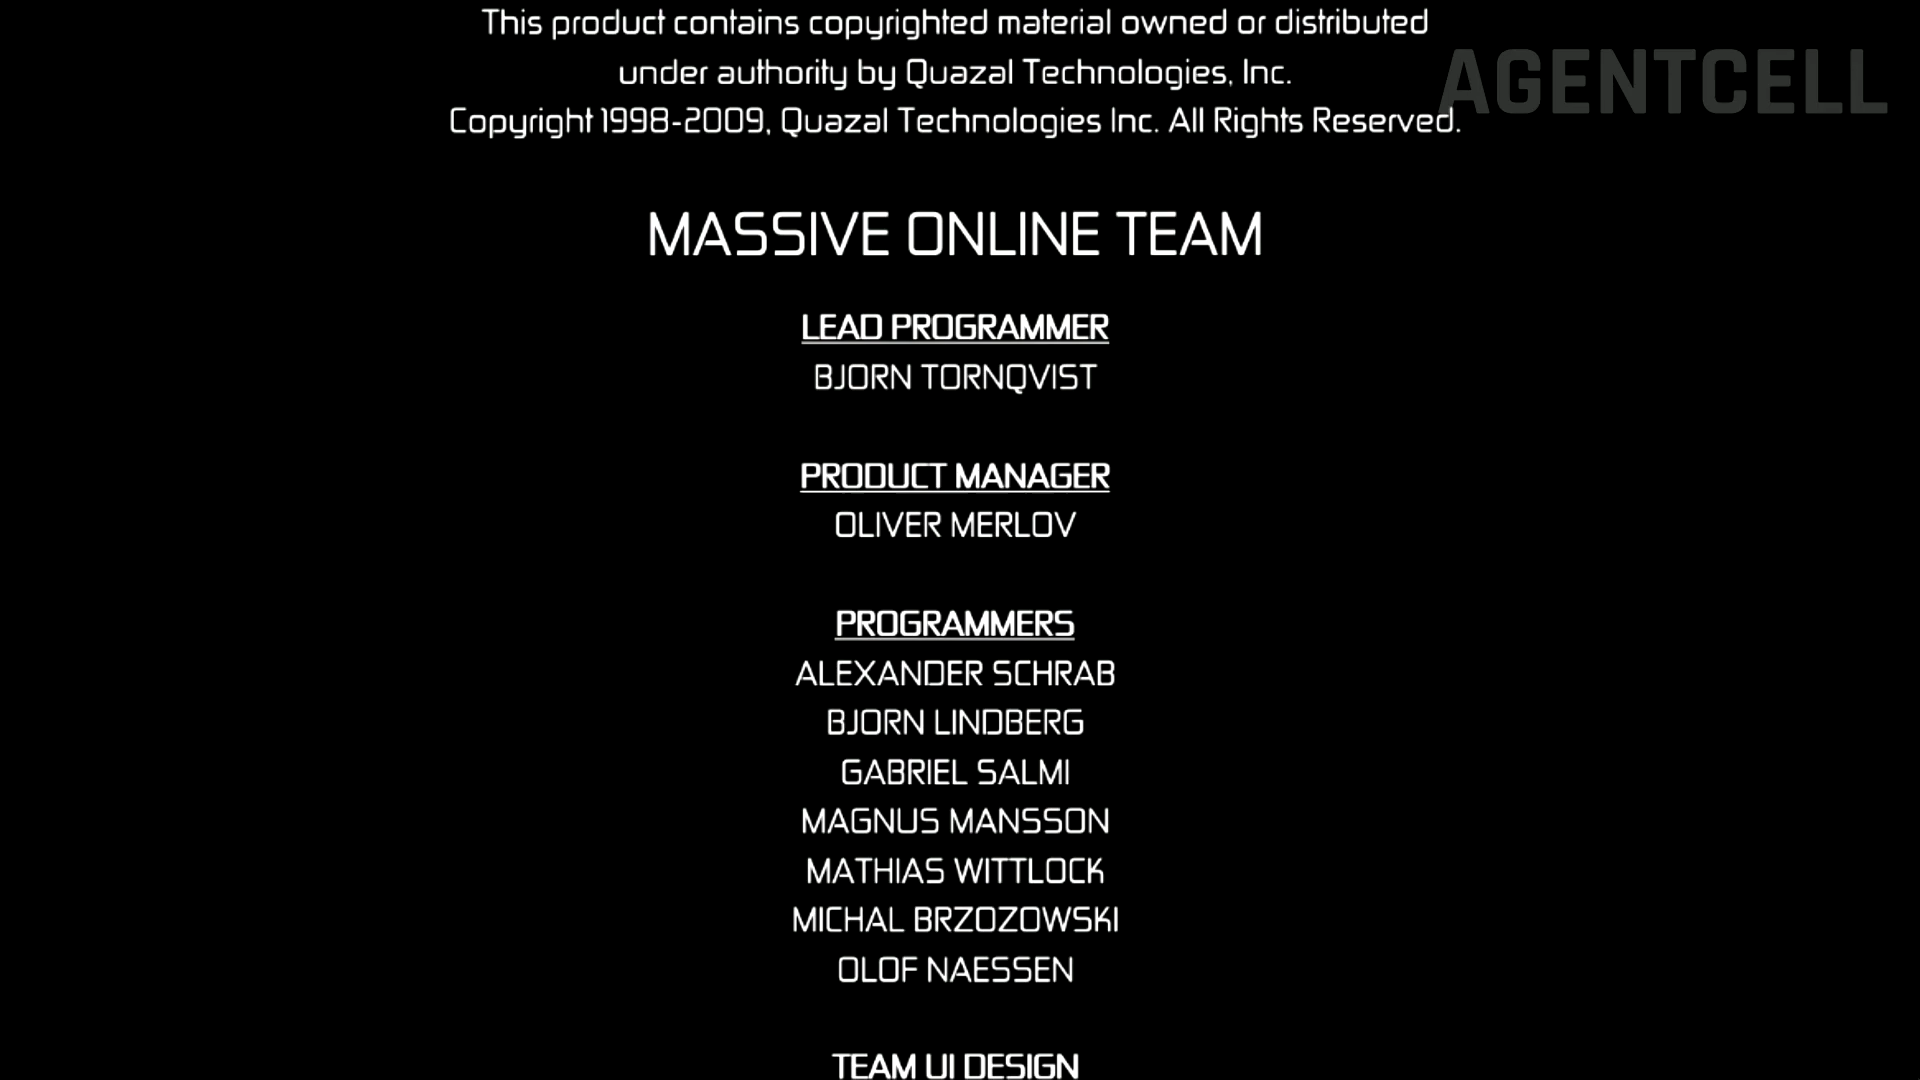 This product contains copyrighted material owned or distributed
under authority by Quazal Technologies, Inc.
Copyright 1998-2009, Quazal Technologies Inc. All Rights Reserved.
AGENTCELL
MASSIVE ONLINE TEAM
LEAD PROGRAMMER
BJORN TORNQVIST
PRODUCT MANAGER
OLIVER MERLOV
PROGRAMMERS
ALEXANDER SCHRAB
BJORN LINDBERG
GABRIEL SALMI
MAGNUS MANSSON
MATHIAS WITTLOCK
MICHAL BRZOZOWSKI
OLOF NAESSEN
TEAM UI DESIGN